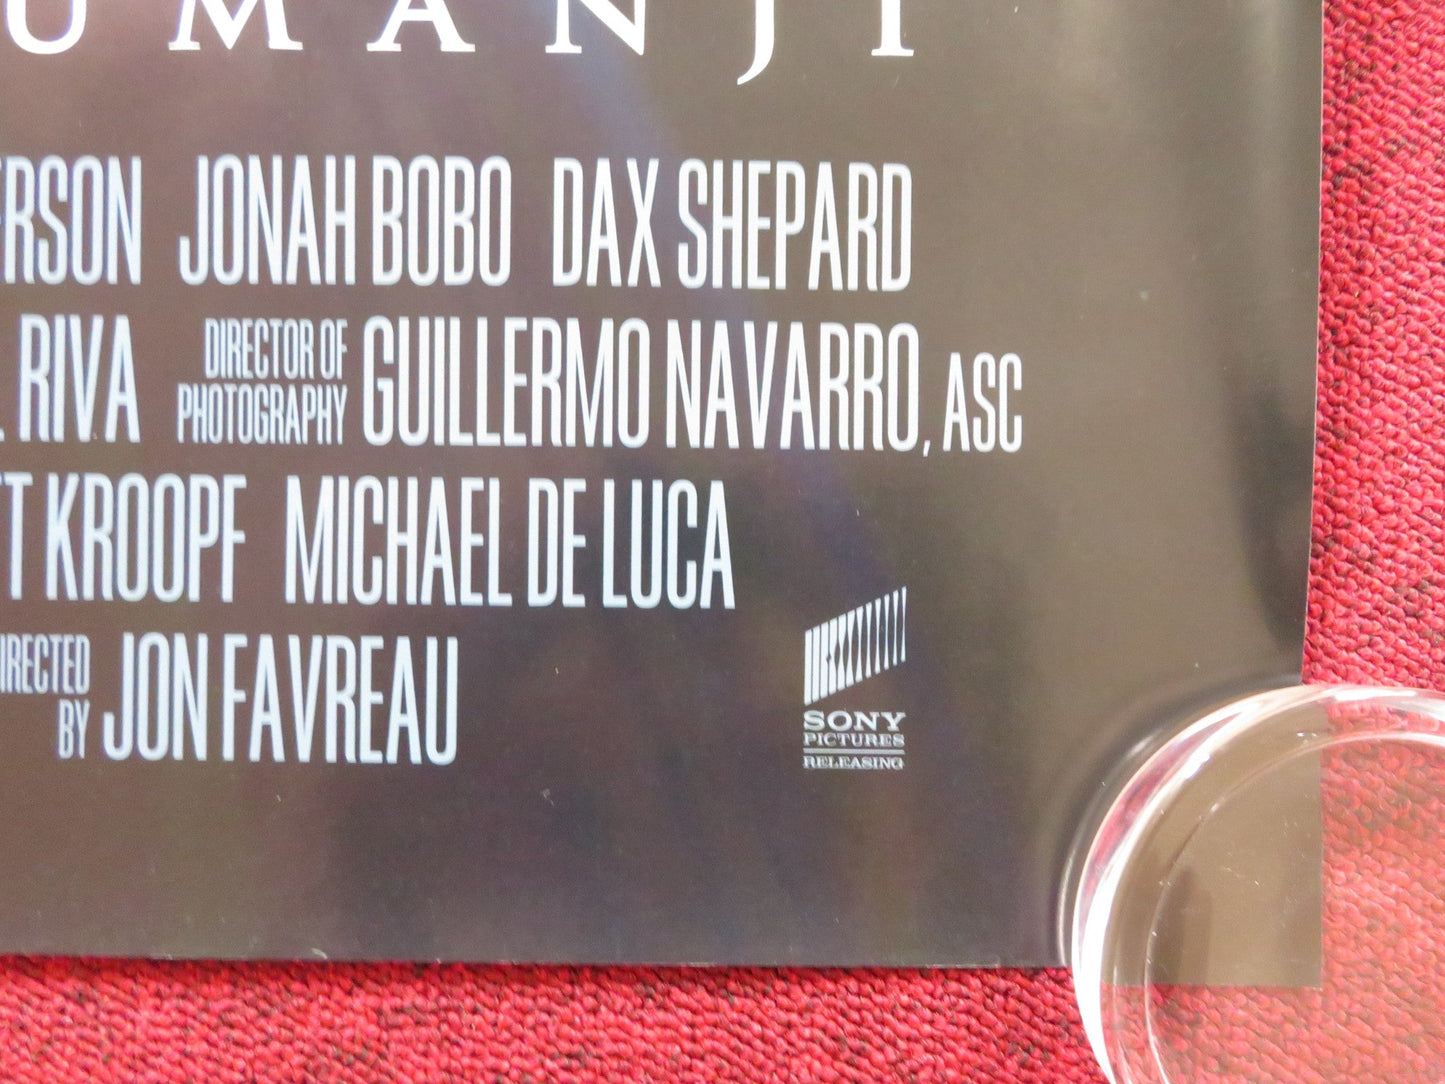 UMANJI
ERSON JONAH BOBO DAX SHEPARD
RIVA DIRECTOR OF PHOTOGRAPHY GUILLERMO NAVARRO, ASC
T KROOPF MICHAEL DE LUCA
DIRECTED BY JON FAVREAU
SONY
PICTURES
RELEASING